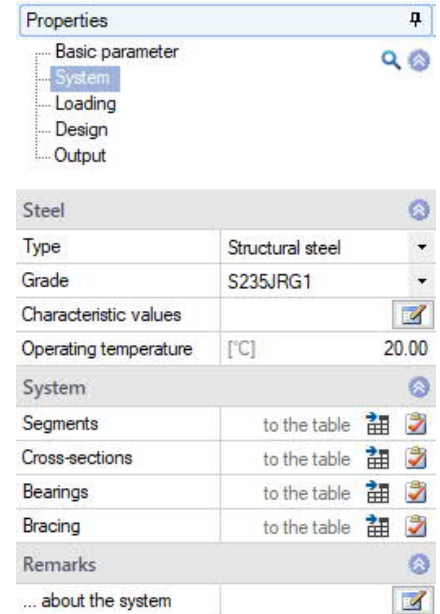 Properties
Basic parameter
System
Loading
Design
Output
Steel
Type Structural steel
Grade S235JRG1
Characteristic values
Operating temperature [°C] 20.00
System
Segments to the table
Cross-sections to the table
Bearings to the table
Bracing to the table
Remarks
... about the system